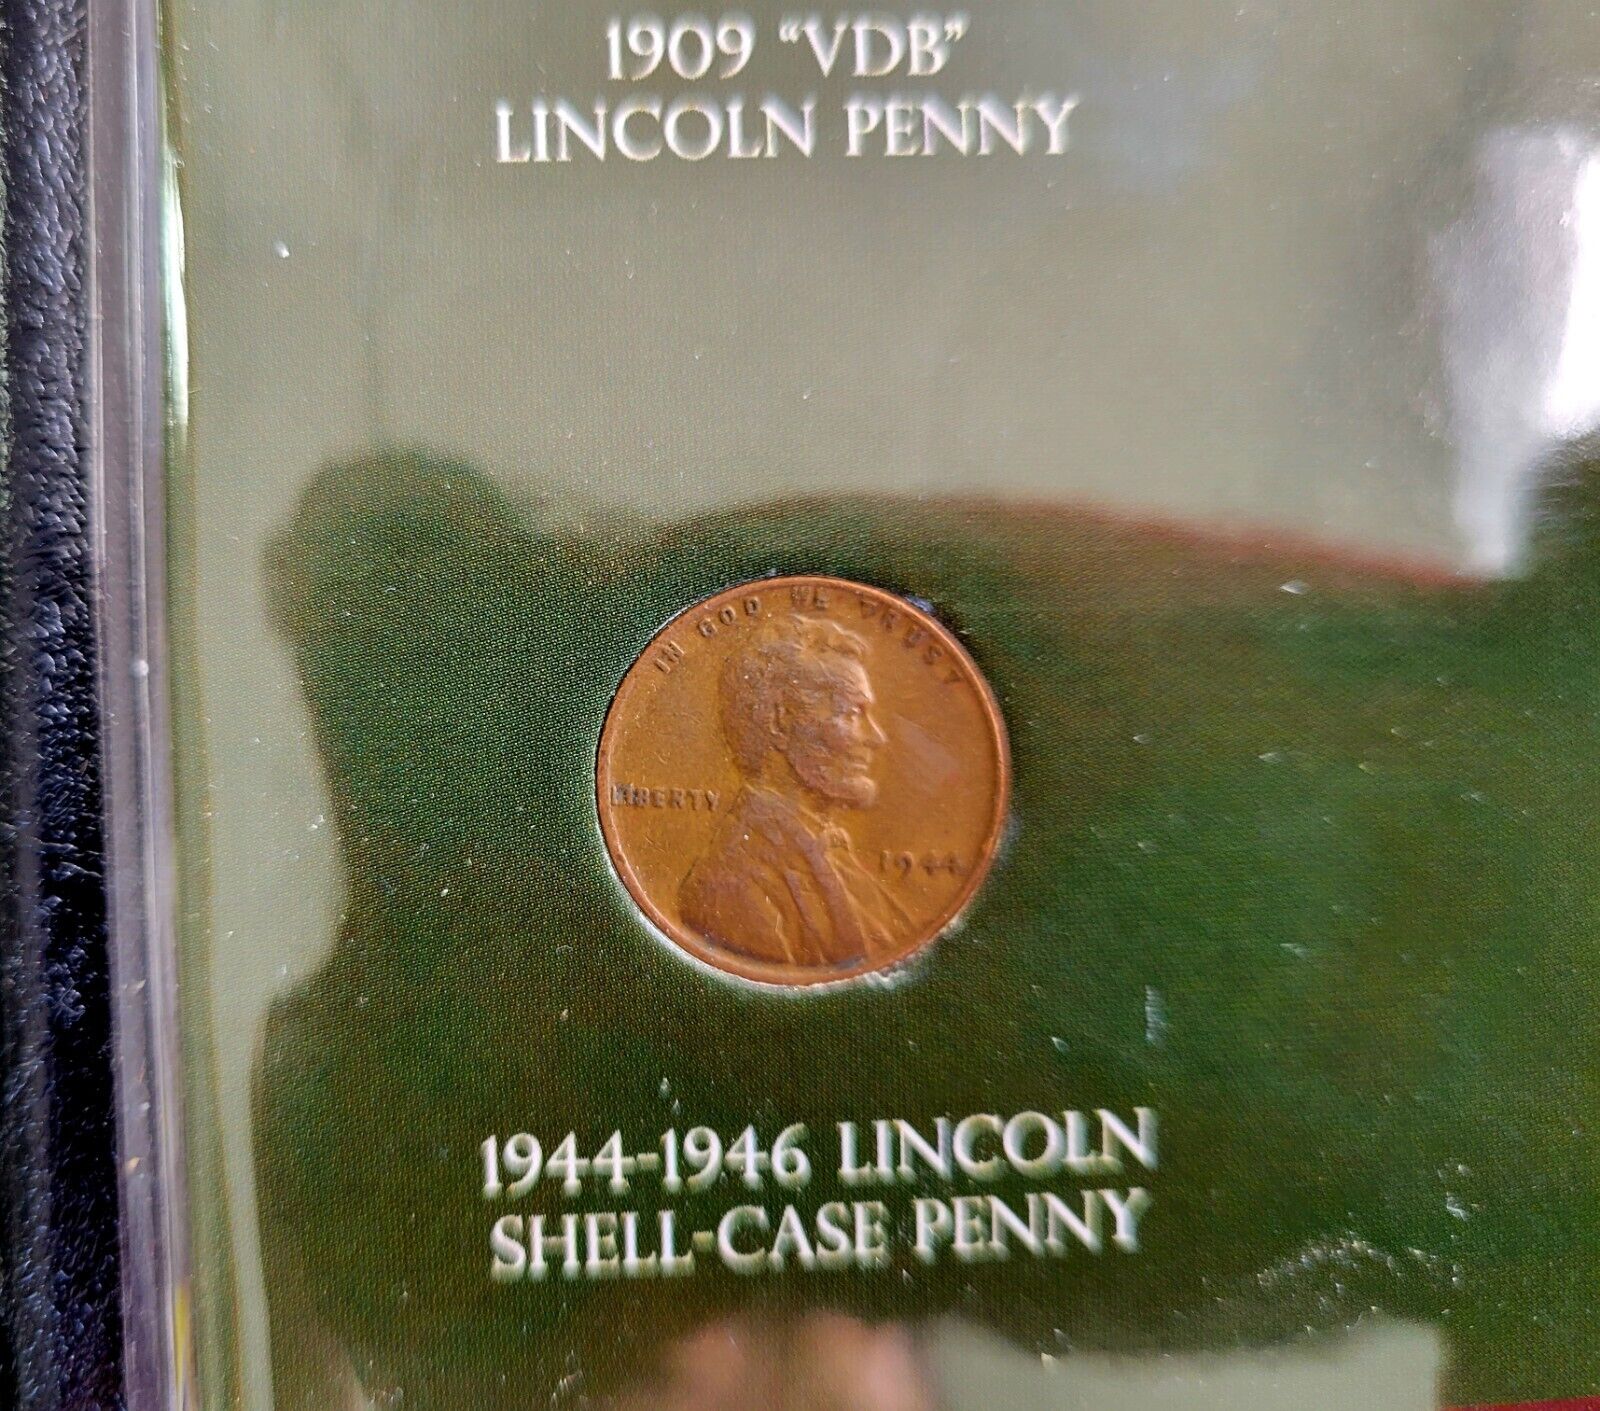 1909 "VDB"
LINCOLN PENNY
IN GOD WE TRUST
LIBERTY
1944
1944-1946 LINCOLN
SHELL-CASE PENNY